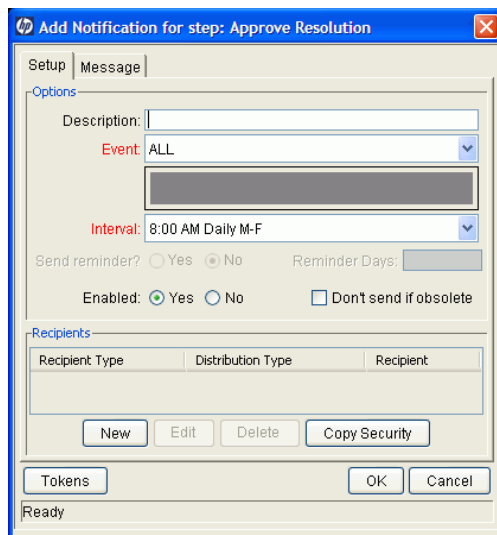 hp Add Notification for step: Approve Resolution
Setup Message
Options
Description:
Event: ALL
Interval: 8:00 AM Daily M-F
Send reminder? Yes No Reminder Days:
Enabled: Yes No Don't send if obsolete
Recipients
Recipient Type Distribution Type Recipient
New Edit Delete Copy Security
Tokens OK Cancel
Ready